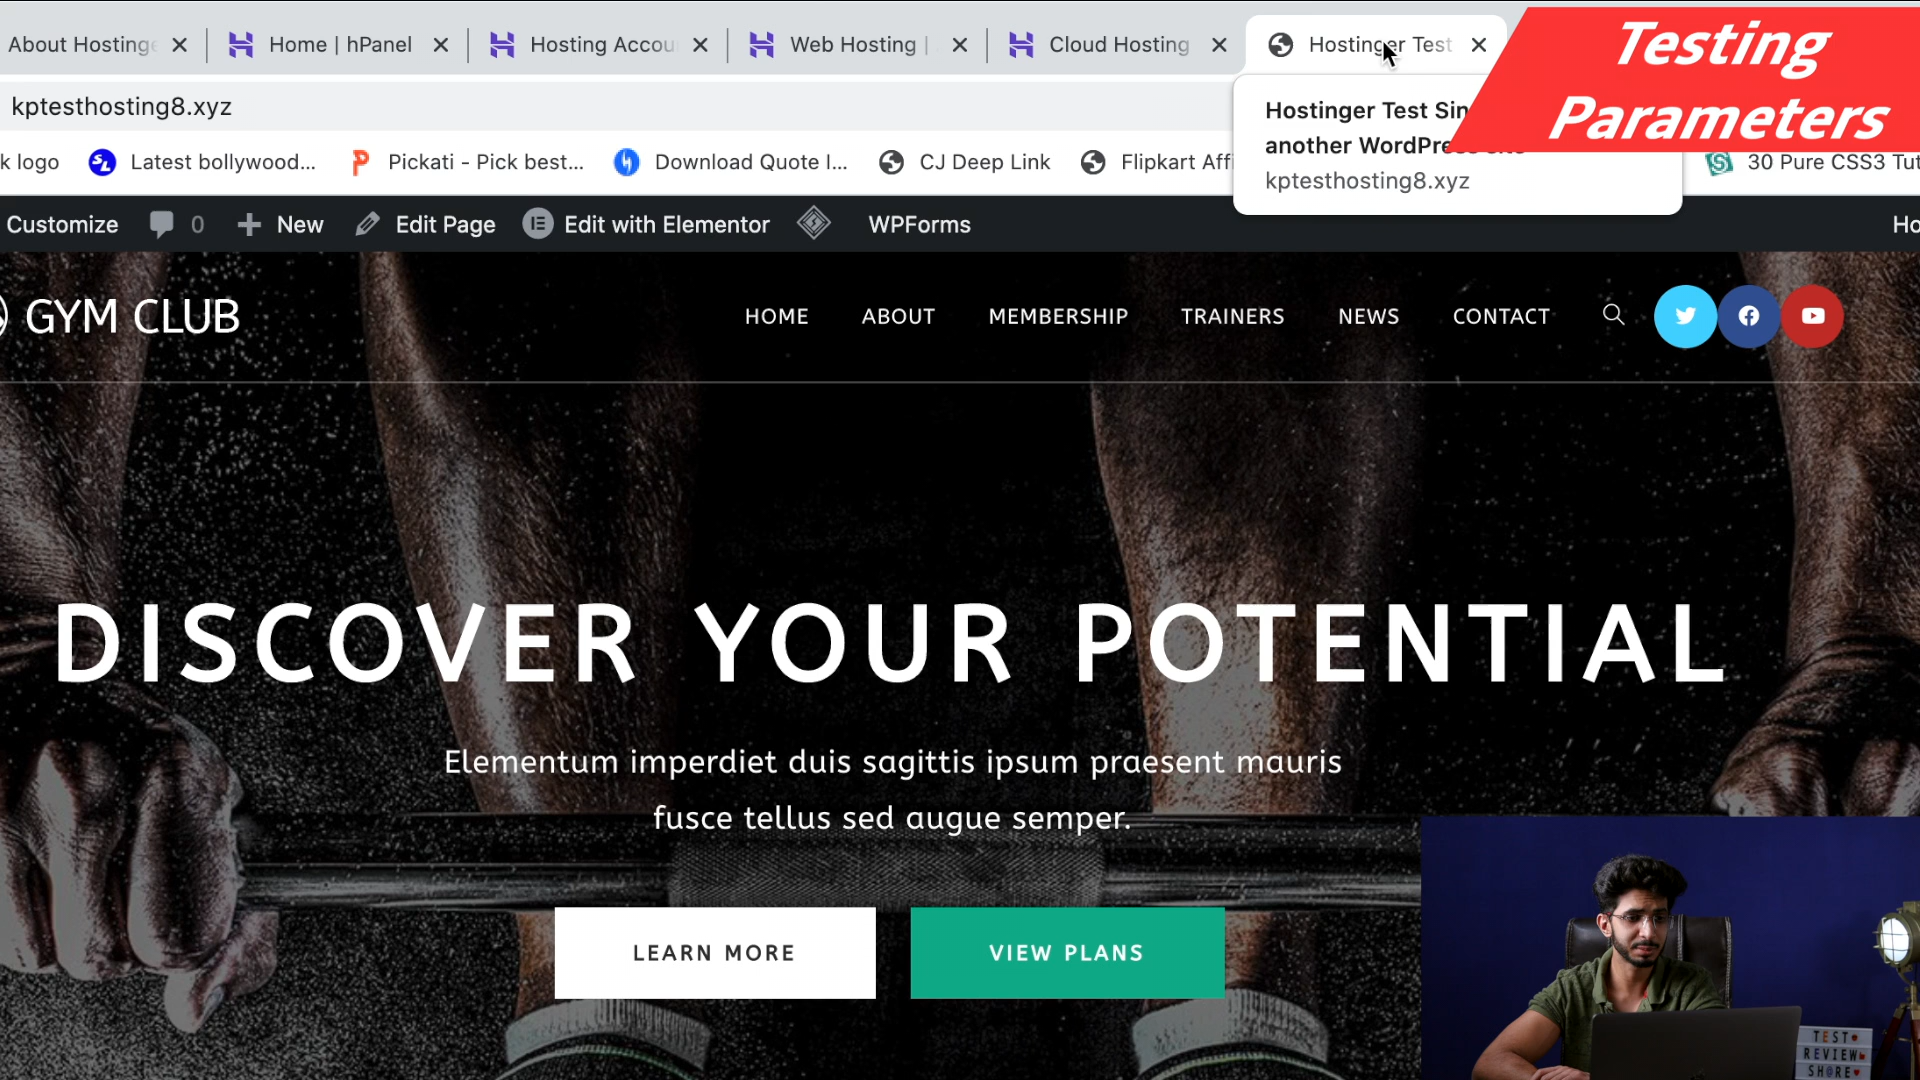 About Hostinge
Home | hPanel
Hosting Accou
Web Hosting |
Cloud Hosting
Hostinger Test
Testing
Parameters
kptesthosting8.xyz
Hostinger Test Sin
another WordPress site
kptesthosting8.xyz
k logo
Latest bollywood...
Pickati - Pick best...
Download Quote I...
CJ Deep Link
Flipkart Affi
30 Pure CSS3 Tut
Customize
0
New
Edit Page
Edit with Elementor
WPForms
Ho
GYM CLUB
HOME
ABOUT
MEMBERSHIP
TRAINERS
NEWS
CONTACT
DISCOVER YOUR POTENTIAL
Elementum imperdiet duis sagittis ipsum praesent mauris
fusce tellus sed augue semper.
LEARN MORE
VIEW PLANS
TEST
REVIEW
SHARE